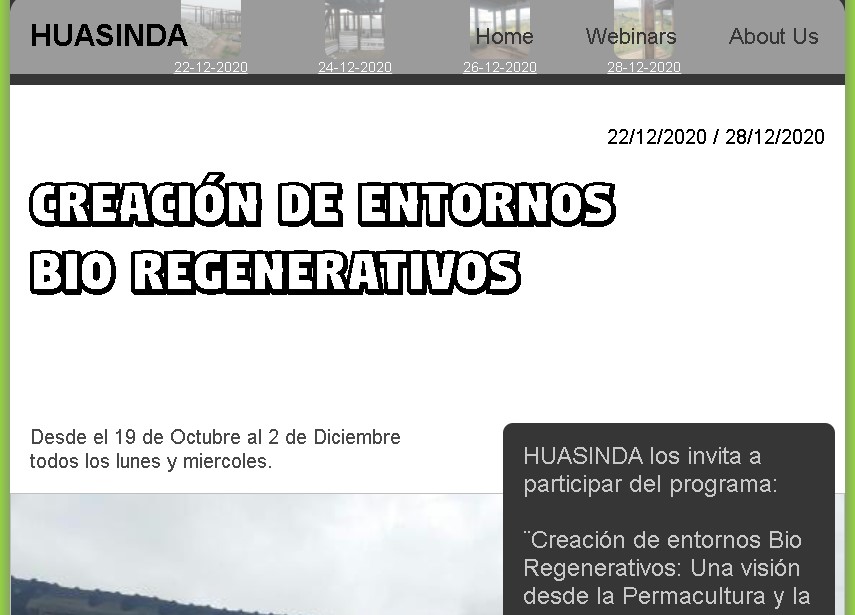 HUASINDA
Home Webinars About Us
22-12-2020 24-12-2020 26-12-2020 28-12-2020
22/12/2020 / 28/12/2020
CREACIÓN DE ENTORNOS
BIO REGENERATIVOS
Desde el 19 de Octubre al 2 de Diciembre
todos los lunes y miercoles.
HUASINDA los invita a
participar del programa:
¨Creación de entornos Bio
Regenerativos: Una visión
desde la Permacultura y la